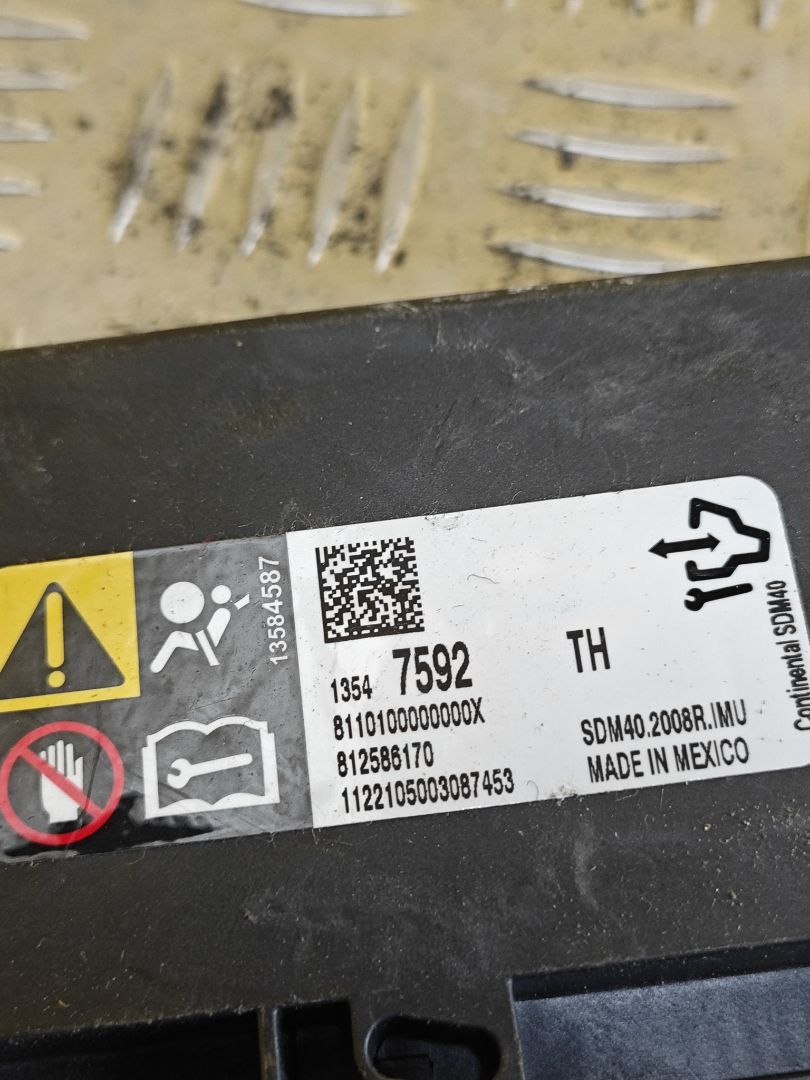 13584587
1354 7592
TH
8110100000000X
812586170
1122105003087453
SDM40.2008R.IMU
MADE IN MEXICO
Continental SDM40